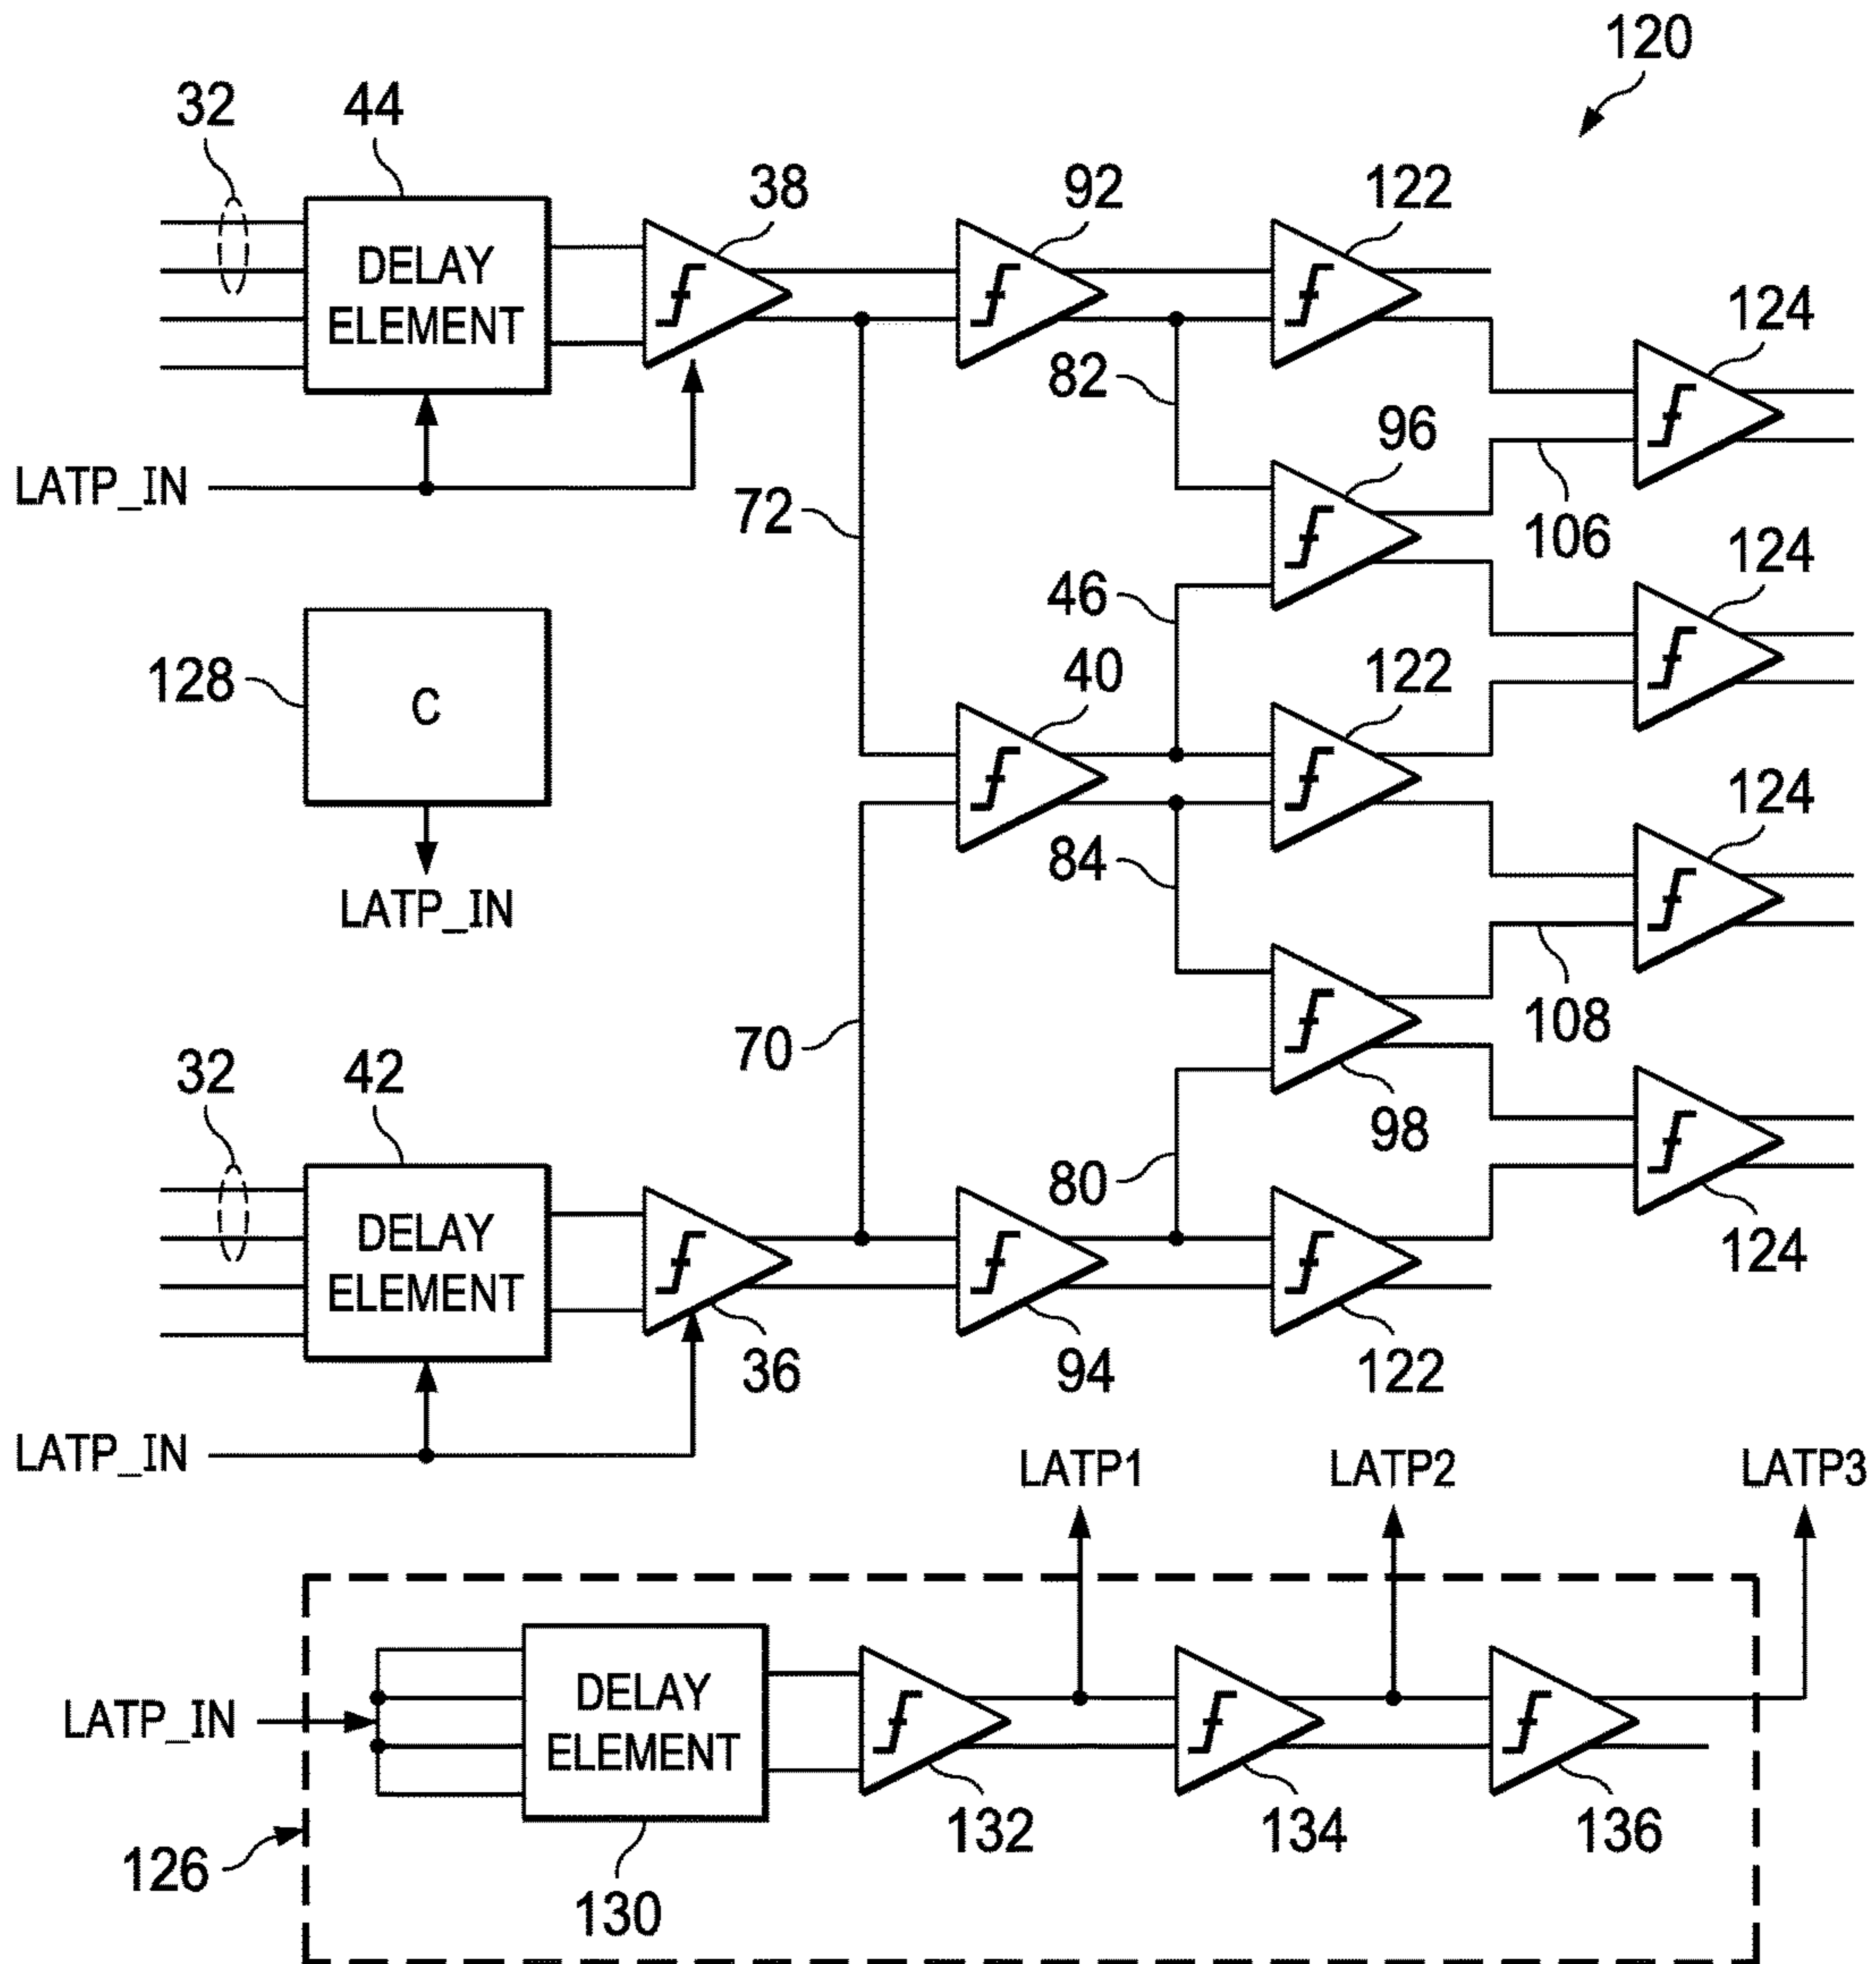 120
32
44
38
92
122
DELAY
ELEMENT
124
82
96
LATP_IN
72
106
124
46
128
C
40
122
124
84
LATP_IN
108
70
32
42
98
80
DELAY
ELEMENT
124
36
94
122
LATP_IN
LATP1
LATP2
LATP3
LATP_IN
DELAY
ELEMENT
132
134
136
126
130